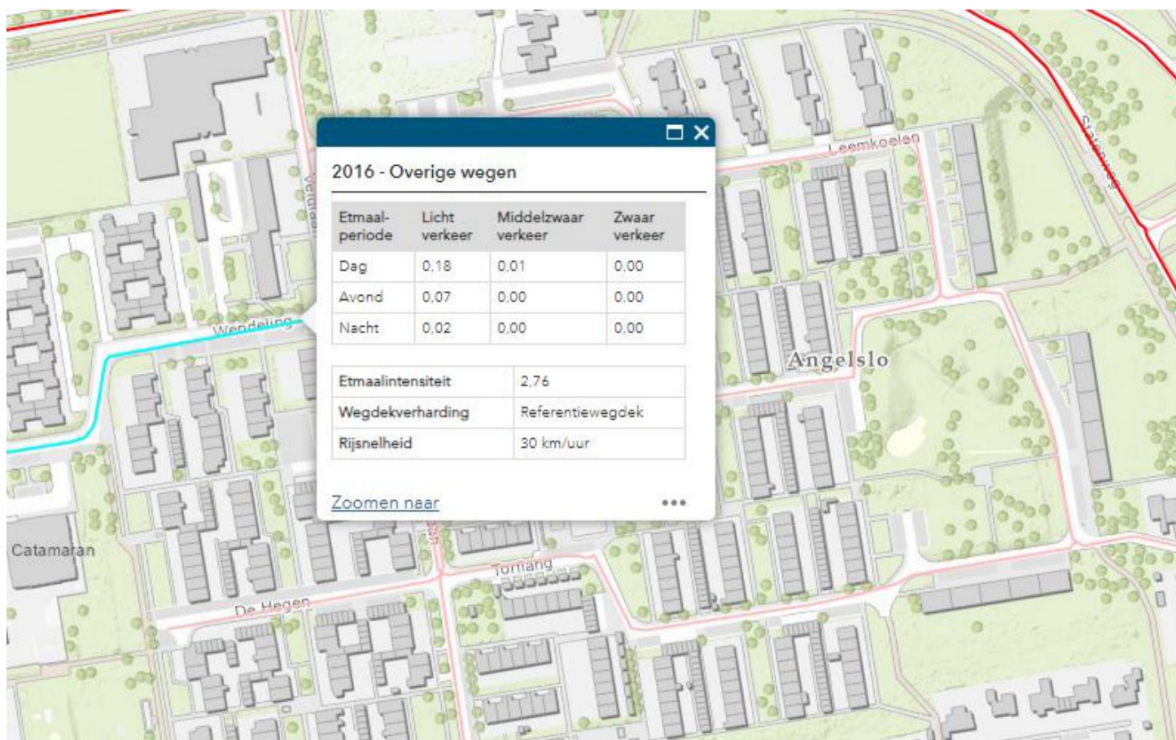 Statenweg
Leemkoelen
2016 - Overige wegen
Etmaal-periode Licht verkeer Middelzwaar verkeer Zwaar verkeer
Dag 0,18 0,01 0,00
Avond 0,07 0,00 0,00
Nacht 0,02 0,00 0,00
Wendeling
Angelslo
Etmaalintensiteit 2,76
Wegdekverharding Referentiewegdek
Rijsnelheid 30 km/uur
Zoomen naar
Catamaran
Torflang
De Hegen